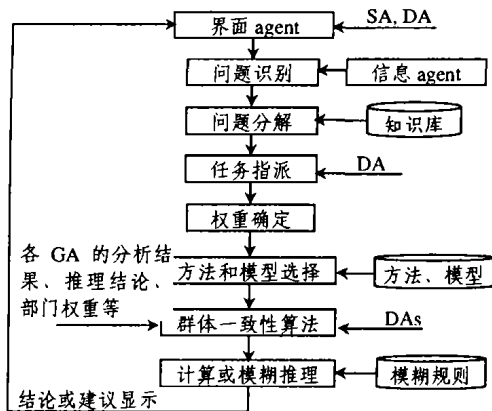 界面 agent
SA, DA
问题识别
信息 agent
问题分解
知识库
任务指派
DA
权重确定
各 GA 的分析结
果、推理结论、
部门权重等
方法和模型选择
方法、模型
群体一致性算法
DAs
计算或模糊推理
模糊规则
结论或建议显示